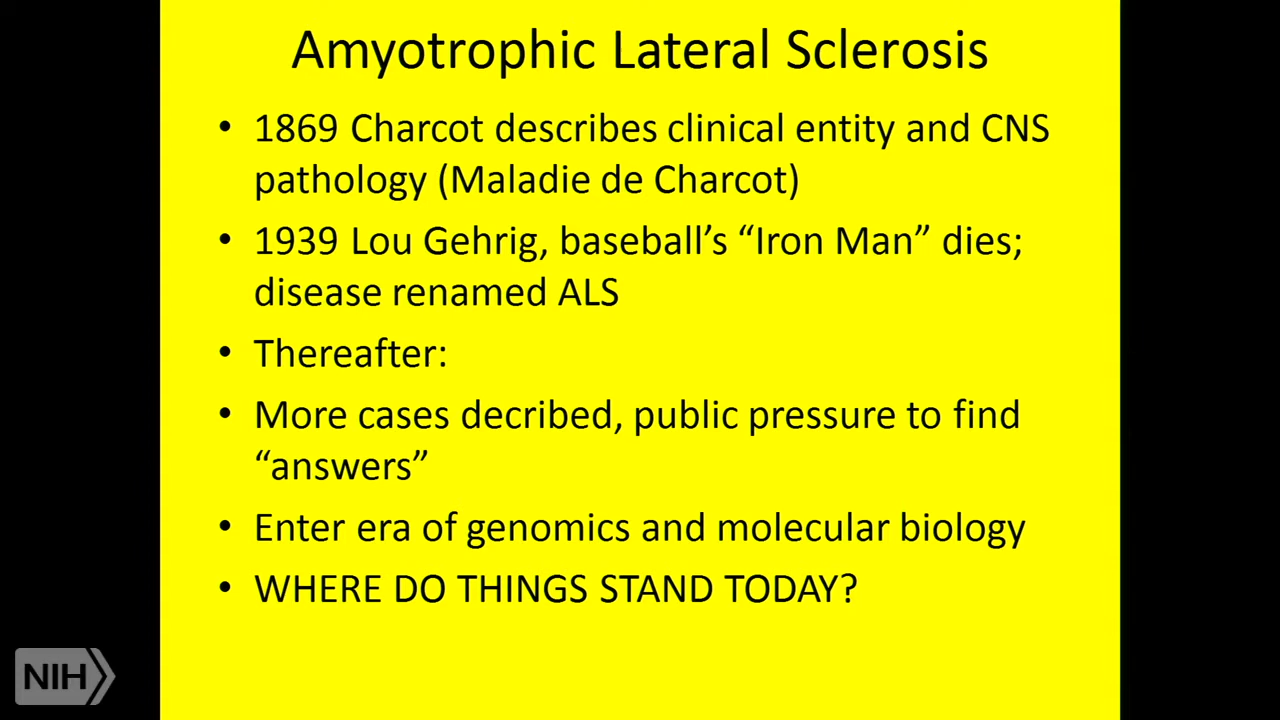 Amyotrophic Lateral Sclerosis
• 1869 Charcot describes clinical entity and CNS
pathology (Maladie de Charcot)
• 1939 Lou Gehrig, baseball’s “Iron Man” dies;
disease renamed ALS
• Thereafter:
• More cases decribed, public pressure to find
“answers”
• Enter era of genomics and molecular biology
• WHERE DO THINGS STAND TODAY?
NIH